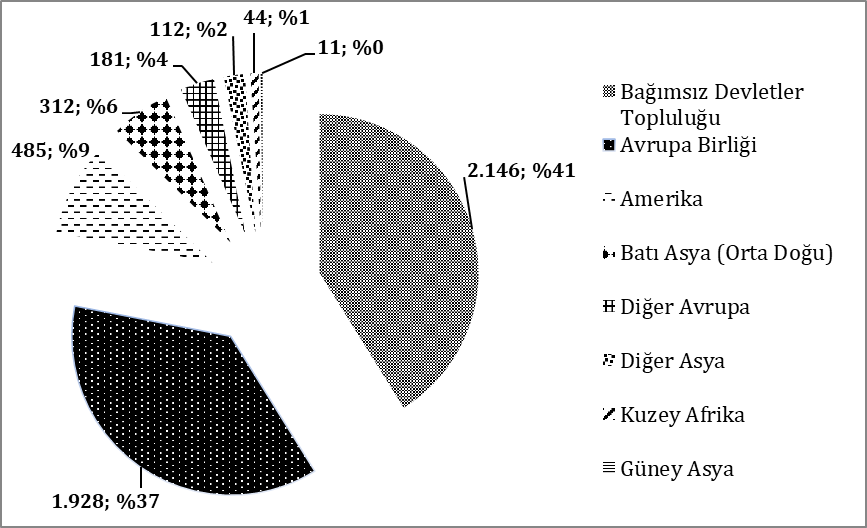 44; %1
112; %2
11; %0
181; %4
312; %6
485; %9
2.146; %41
1.928; %37
Bağımsız Devletler
Topluluğu
Avrupa Birliği
Amerika
Batı Asya (Orta Doğu)
Diğer Avrupa
Diğer Asya
Kuzey Afrika
Güney Asya